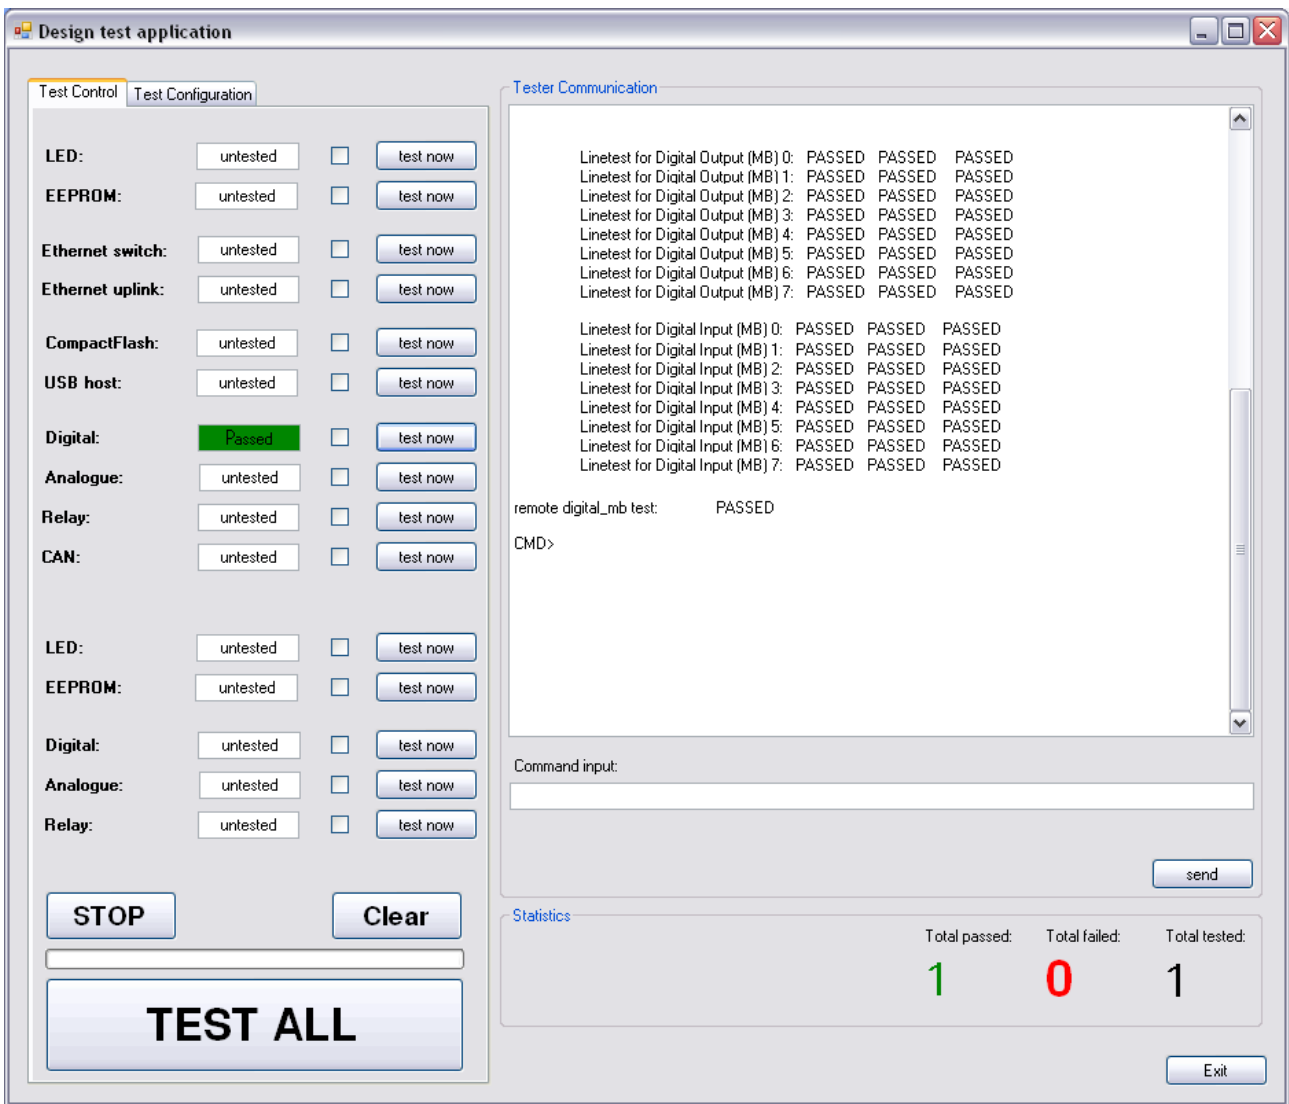 Design test application
Test Control Test Configuration
LED: untested test now
EEPROM: untested test now
Ethernet switch: untested test now
Ethernet uplink: untested test now
CompactFlash: untested test now
USB host: untested test now
Digital: Passed test now
Analogue: untested test now
Relay: untested test now
CAN: untested test now
LED: untested test now
EEPROM: untested test now
Digital: untested test now
Analogue: untested test now
Relay: untested test now
STOP Clear
TEST ALL
Tester Communication
Linetest for Digital Output (MB) 0: PASSED PASSED PASSED
Linetest for Digital Output (MB) 1: PASSED PASSED PASSED
Linetest for Digital Output (MB) 2: PASSED PASSED PASSED
Linetest for Digital Output (MB) 3: PASSED PASSED PASSED
Linetest for Digital Output (MB) 4: PASSED PASSED PASSED
Linetest for Digital Output (MB) 5: PASSED PASSED PASSED
Linetest for Digital Output (MB) 6: PASSED PASSED PASSED
Linetest for Digital Output (MB) 7: PASSED PASSED PASSED
Linetest for Digital Input (MB) 0: PASSED PASSED PASSED
Linetest for Digital Input (MB) 1: PASSED PASSED PASSED
Linetest for Digital Input (MB) 2: PASSED PASSED PASSED
Linetest for Digital Input (MB) 3: PASSED PASSED PASSED
Linetest for Digital Input (MB) 4: PASSED PASSED PASSED
Linetest for Digital Input (MB) 5: PASSED PASSED PASSED
Linetest for Digital Input (MB) 6: PASSED PASSED PASSED
Linetest for Digital Input (MB) 7: PASSED PASSED PASSED
remote digital_mb test: PASSED
CMD>
Command input:
send
Statistics
Total passed: Total failed: Total tested:
1 0 1
Exit